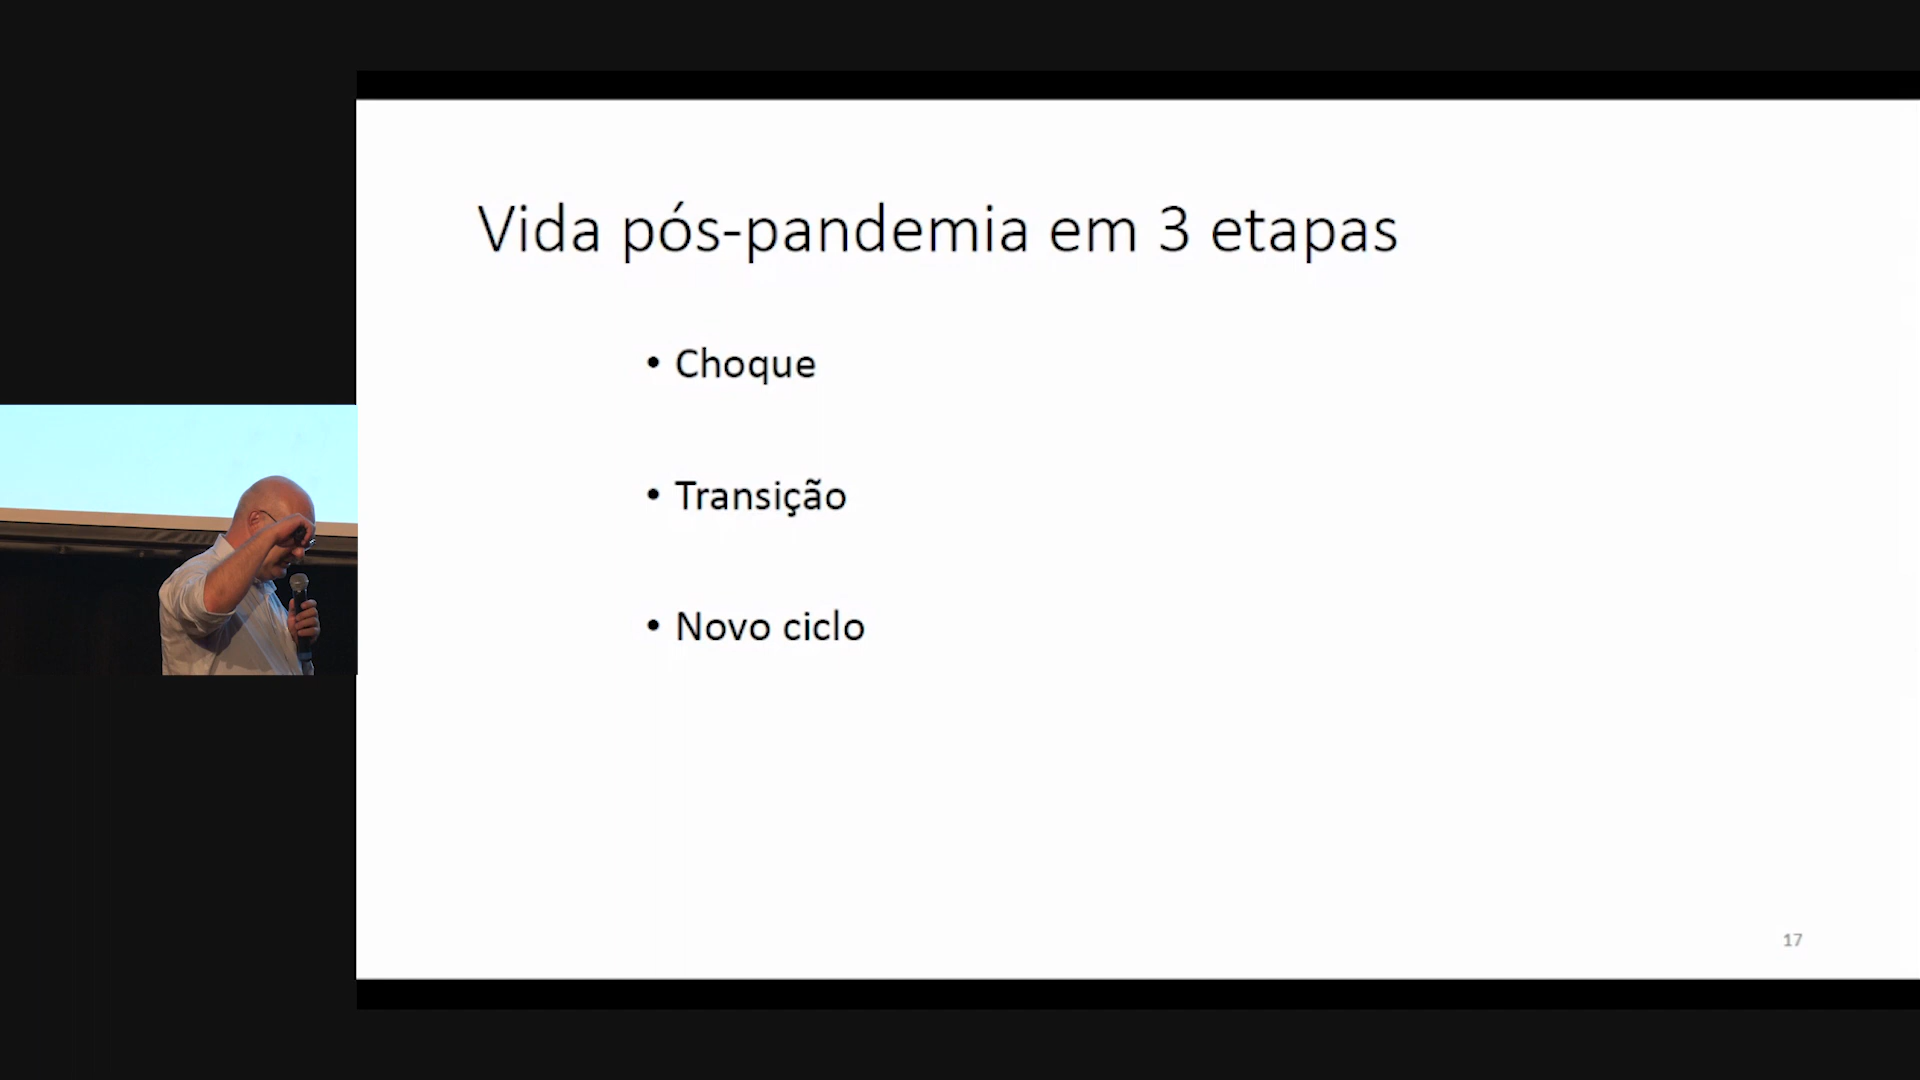 Vida pós-pandemia em 3 etapas
• Choque
• Transição
• Novo ciclo
17